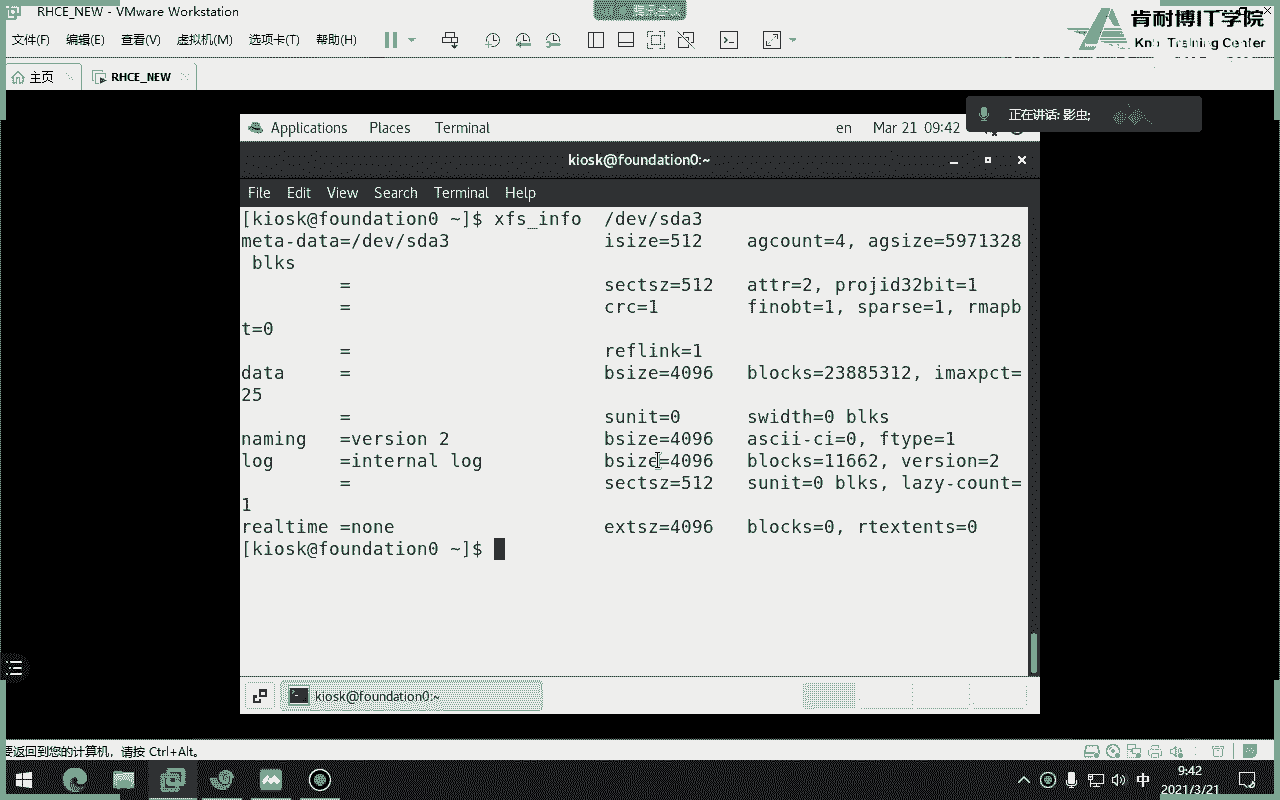 RHCE_NEW - VMware Workstation
肯耐博IT学院
Training Center
文件(F) 编辑(E) 查看(V) 虚拟机(M) 选项卡(T) 帮助(H)
主页 RHCE_NEW
正在讲话: 影虫;
Applications Places Terminal en Mar 21 09:42
kiosk@foundation0:~
File Edit View Search Terminal Help
[kiosk@foundation0 ~]$ xfs_info /dev/sda3
meta-data=/dev/sda3 isize=512 agcount=4, agsize=5971328
blks
= sectsz=512 attr=2, projid32bit=1
= crc=1 finobt=1, sparse=1, rmapb
t=0
= reflink=1
data = bsize=4096 blocks=23885312, imaxpct=
25
= sunit=0 swidth=0 blks
naming =version 2 bsize=4096 ascii-ci=0, ftype=1
log =internal log bsize=4096 blocks=11662, version=2
= sectsz=512 sunit=0 blks, lazy-count=
1
realtime =none extsz=4096 blocks=0, rtextents=0
[kiosk@foundation0 ~]$
kiosk@foundation0:~
要返回到您的计算机，请按 Ctrl+Alt。
中
9:42
2021/3/21